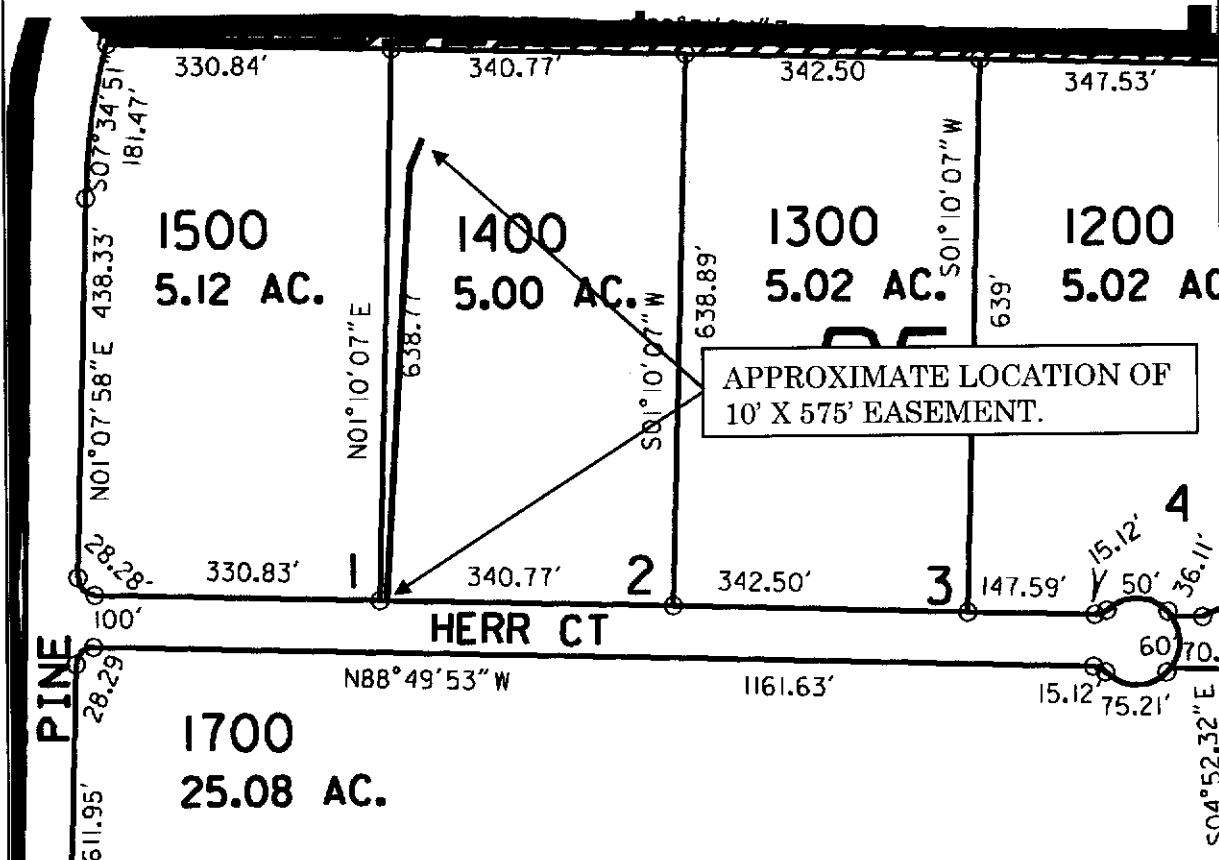 330.84'
340.77'
342.50
347.53'
S07°34'51"
181.47'
1500
5.12 AC.
1400
5.00 AC.
1300
5.02 AC.
1200
5.02 AC
N01°07'58"E 438.33'
N01°10'07"E
638.77'
S01°10'07"W
638.89'
S01°10'07"W
639'
APPROXIMATE LOCATION OF
10' X 575' EASEMENT.
28.28
330.83'
1
340.77'
2
342.50'
3
147.59'
15.12'
50'
36.11'
4
100'
HERR CT
60
70.
PINE
28.29
N88°49'53"W
1161.63'
15.12'
75.21'
S04°52.32"E
1700
25.08 AC.
611.95'